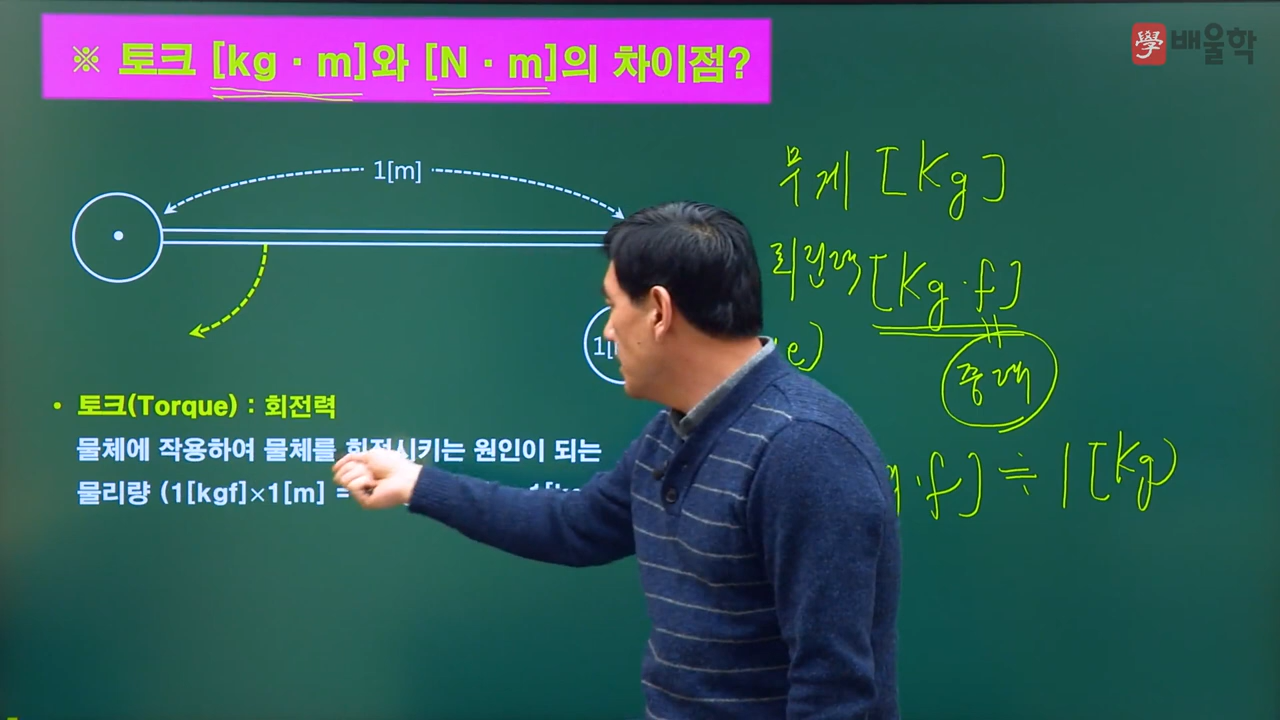 ※ 토크 [kg · m]와 [N · m]의 차이점?
學 배울학
1[m]
무게 [Kg]
회전력 [Kg·f]
중력
·f] ≒ 1[Kg)
• 토크(Torque) : 회전력
물체에 작용하여 물체를 회전시키는 원인이 되는
물리량 (1[kgf]×1[m] =